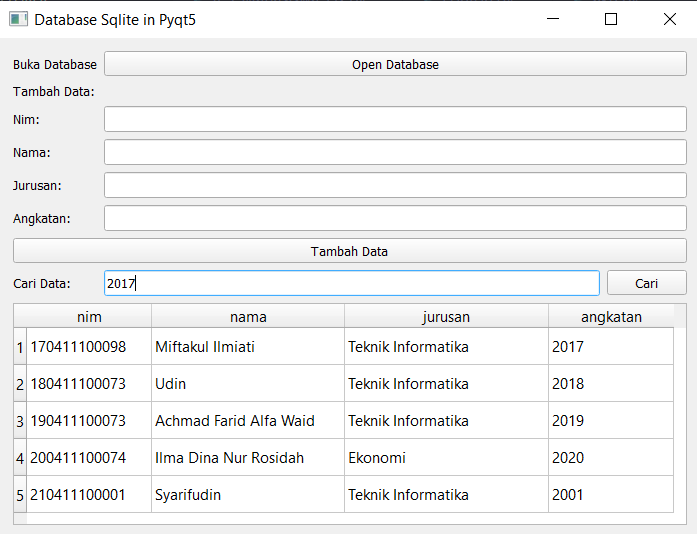 Database Sqlite in Pyqt5
Buka Database Open Database
Tambah Data:
Nim:
Nama:
Jurusan:
Angkatan:
Tambah Data
Cari Data: 2017 Cari
nim nama jurusan angkatan
1 170411100098 Miftakul Ilmiati Teknik Informatika 2017
2 180411100073 Udin Teknik Informatika 2018
3 190411100073 Achmad Farid Alfa Waid Teknik Informatika 2019
4 200411100074 Ilma Dina Nur Rosidah Ekonomi 2020
5 210411100001 Syarifudin Teknik Informatika 2001